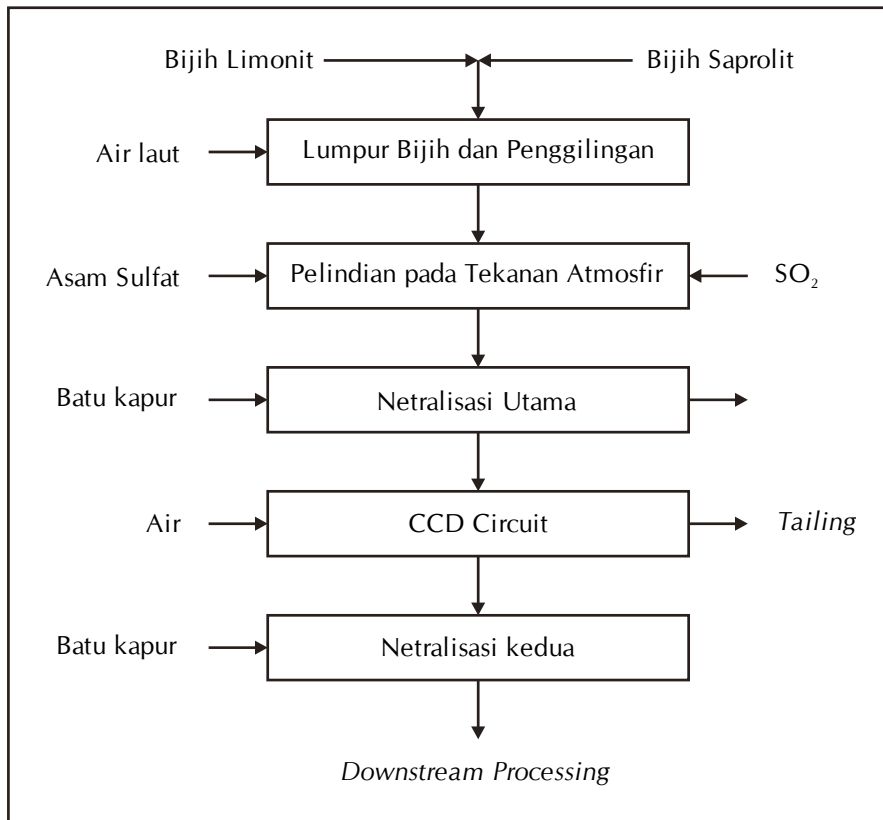 Bijih Limonit
Bijih Saprolit
Air laut
Lumpur Bijih dan Penggilingan
Asam Sulfat
Pelindian pada Tekanan Atmosfir
SO₂
Batu kapur
Netralisasi Utama
Air
CCD Circuit
Tailing
Batu kapur
Netralisasi kedua
Downstream Processing